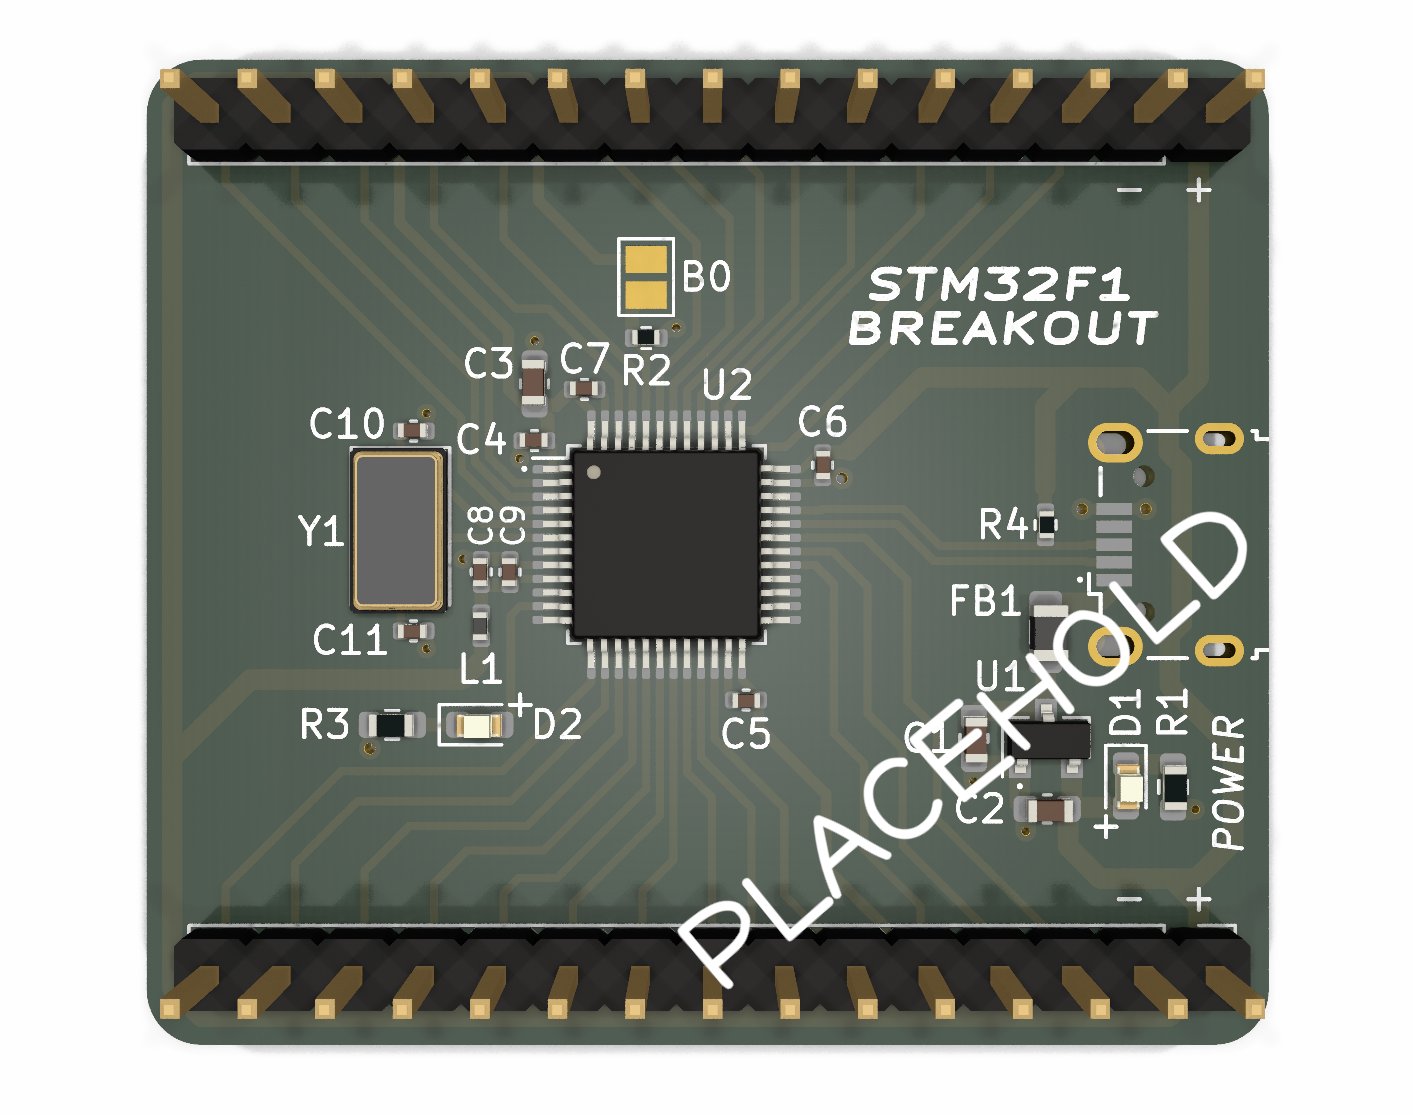 - +
B0
STM32F1
BREAKOUT
C3
C7
R2
U2
C10
C4
C6
Y1
C8
C9
R4
FB1
C11
L1
U1
R3
+
D2
C5
C1
D1
R1
C2
+
POWER
PLACEHOLD
- +